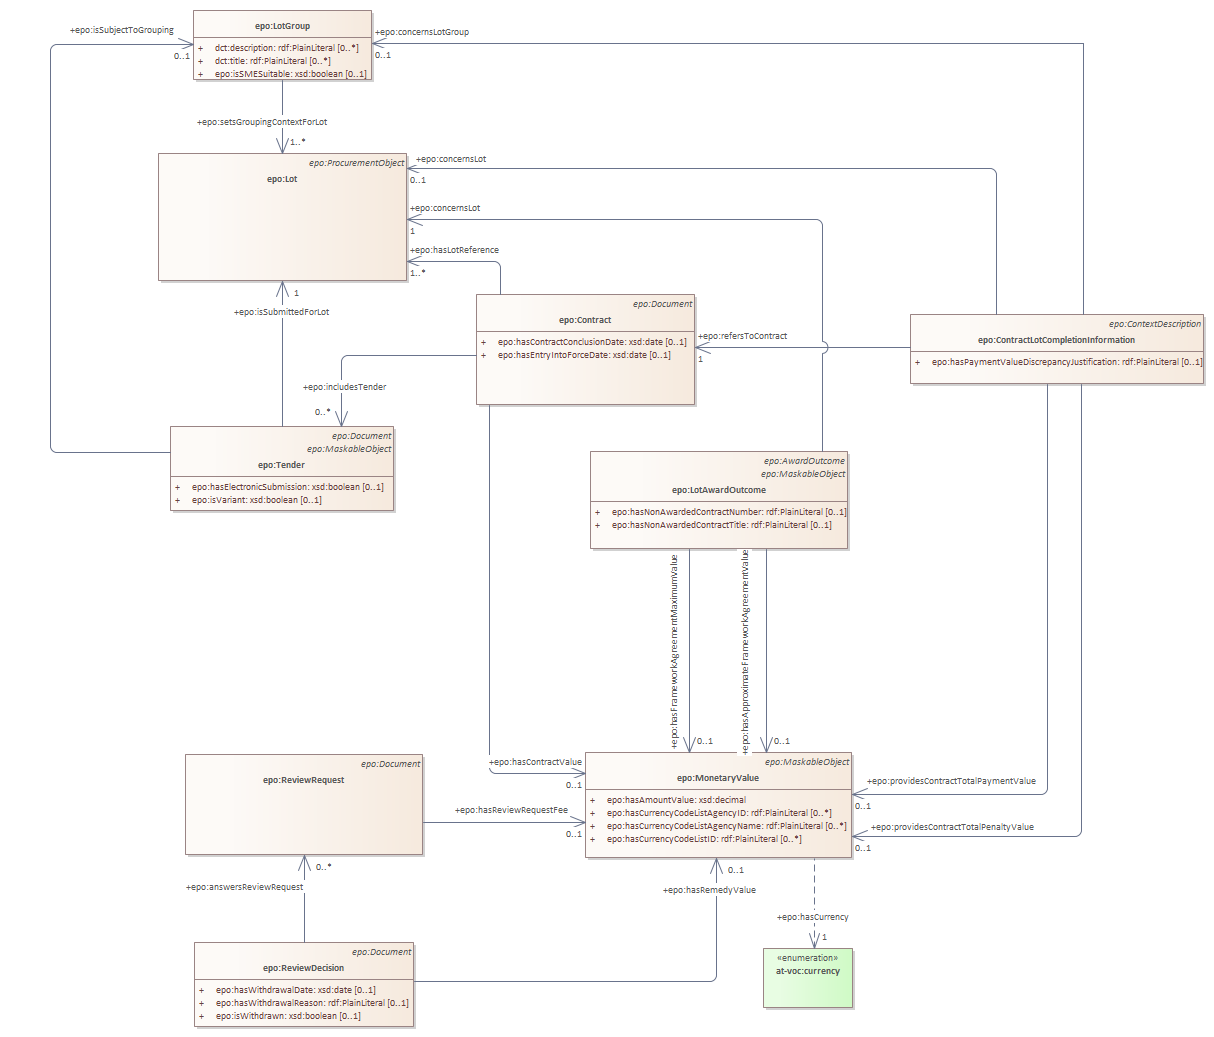 +epo:isSubjectToGrouping
0..1
epo:LotGroup
+ dct:description: rdf:PlainLiteral [0..*]
+ dct:title: rdf:PlainLiteral [0..*]
+ epo:isSMESuitable: xsd:boolean [0..1]
+epo:concernsLotGroup
0..1
+epo:setsGroupingContextForLot
1..*
epo:ProcurementObject
epo:Lot
+epo:concernsLot
0..1
+epo:concernsLot
1
+epo:hasLotReference
1..*
1
+epo:isSubmittedForLot
epo:Document
epo:Contract
+ epo:hasContractConclusionDate: xsd:date [0..1]
+ epo:hasEntryIntoForceDate: xsd:date [0..1]
+epo:refersToContract
1
epo:ContextDescription
epo:ContractLotCompletionInformation
+ epo:hasPaymentValueDiscrepancyJustification: rdf:PlainLiteral [0..1]
+epo:includesTender
0..*
epo:Document
epo:MaskableObject
epo:Tender
+ epo:hasElectronicSubmission: xsd:boolean [0..1]
+ epo:isVariant: xsd:boolean [0..1]
epo:AwardOutcome
epo:MaskableObject
epo:LotAwardOutcome
+ epo:hasNonAwardedContractNumber: rdf:PlainLiteral [0..1]
+ epo:hasNonAwardedContractTitle: rdf:PlainLiteral [0..1]
+epo:hasFrameworkAgreementMaximumValue
0..1
+epo:hasApproximateFrameworkAgreementValue
0..1
+epo:hasContractValue
0..1
epo:MaskableObject
epo:MonetaryValue
+ epo:hasAmountValue: xsd:decimal
+ epo:hasCurrencyCodeListAgencyID: rdf:PlainLiteral [0..*]
+ epo:hasCurrencyCodeListAgencyName: rdf:PlainLiteral [0..*]
+ epo:hasCurrencyCodeListID: rdf:PlainLiteral [0..*]
+epo:providesContractTotalPaymentValue
0..1
+epo:providesContractTotalPenaltyValue
0..1
epo:Document
epo:ReviewRequest
+epo:hasReviewRequestFee
0..1
0..*
+epo:answersReviewRequest
0..1
+epo:hasRemedyValue
+epo:hasCurrency
1
epo:Document
epo:ReviewDecision
+ epo:hasWithdrawalDate: xsd:date [0..1]
+ epo:hasWithdrawalReason: rdf:PlainLiteral [0..1]
+ epo:isWithdrawn: xsd:boolean [0..1]
«enumeration»
at-voc:currency